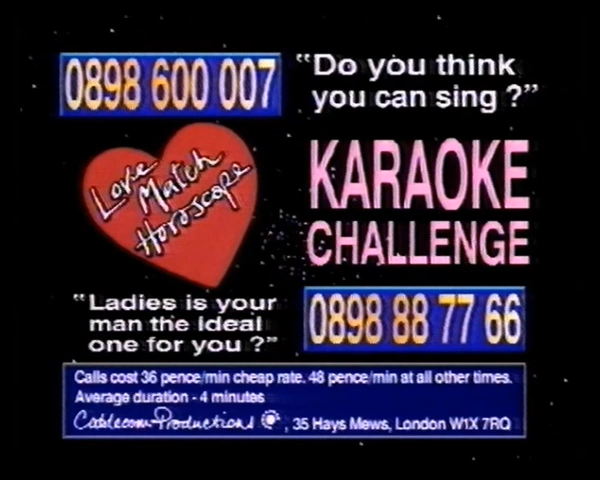 0898 600 007
Love
Match
Horoscope
"Ladies is your
man the ideal
one for you ?"
"Do you think
you can sing ?"
KARAOKE
CHALLENGE
0898 88 77 66
Calls cost 36 pence/min cheap rate. 48 pence/min at all other times.
Average duration - 4 minutes
Cablecom Productions , 35 Hays Mews, London W1X 7RQ